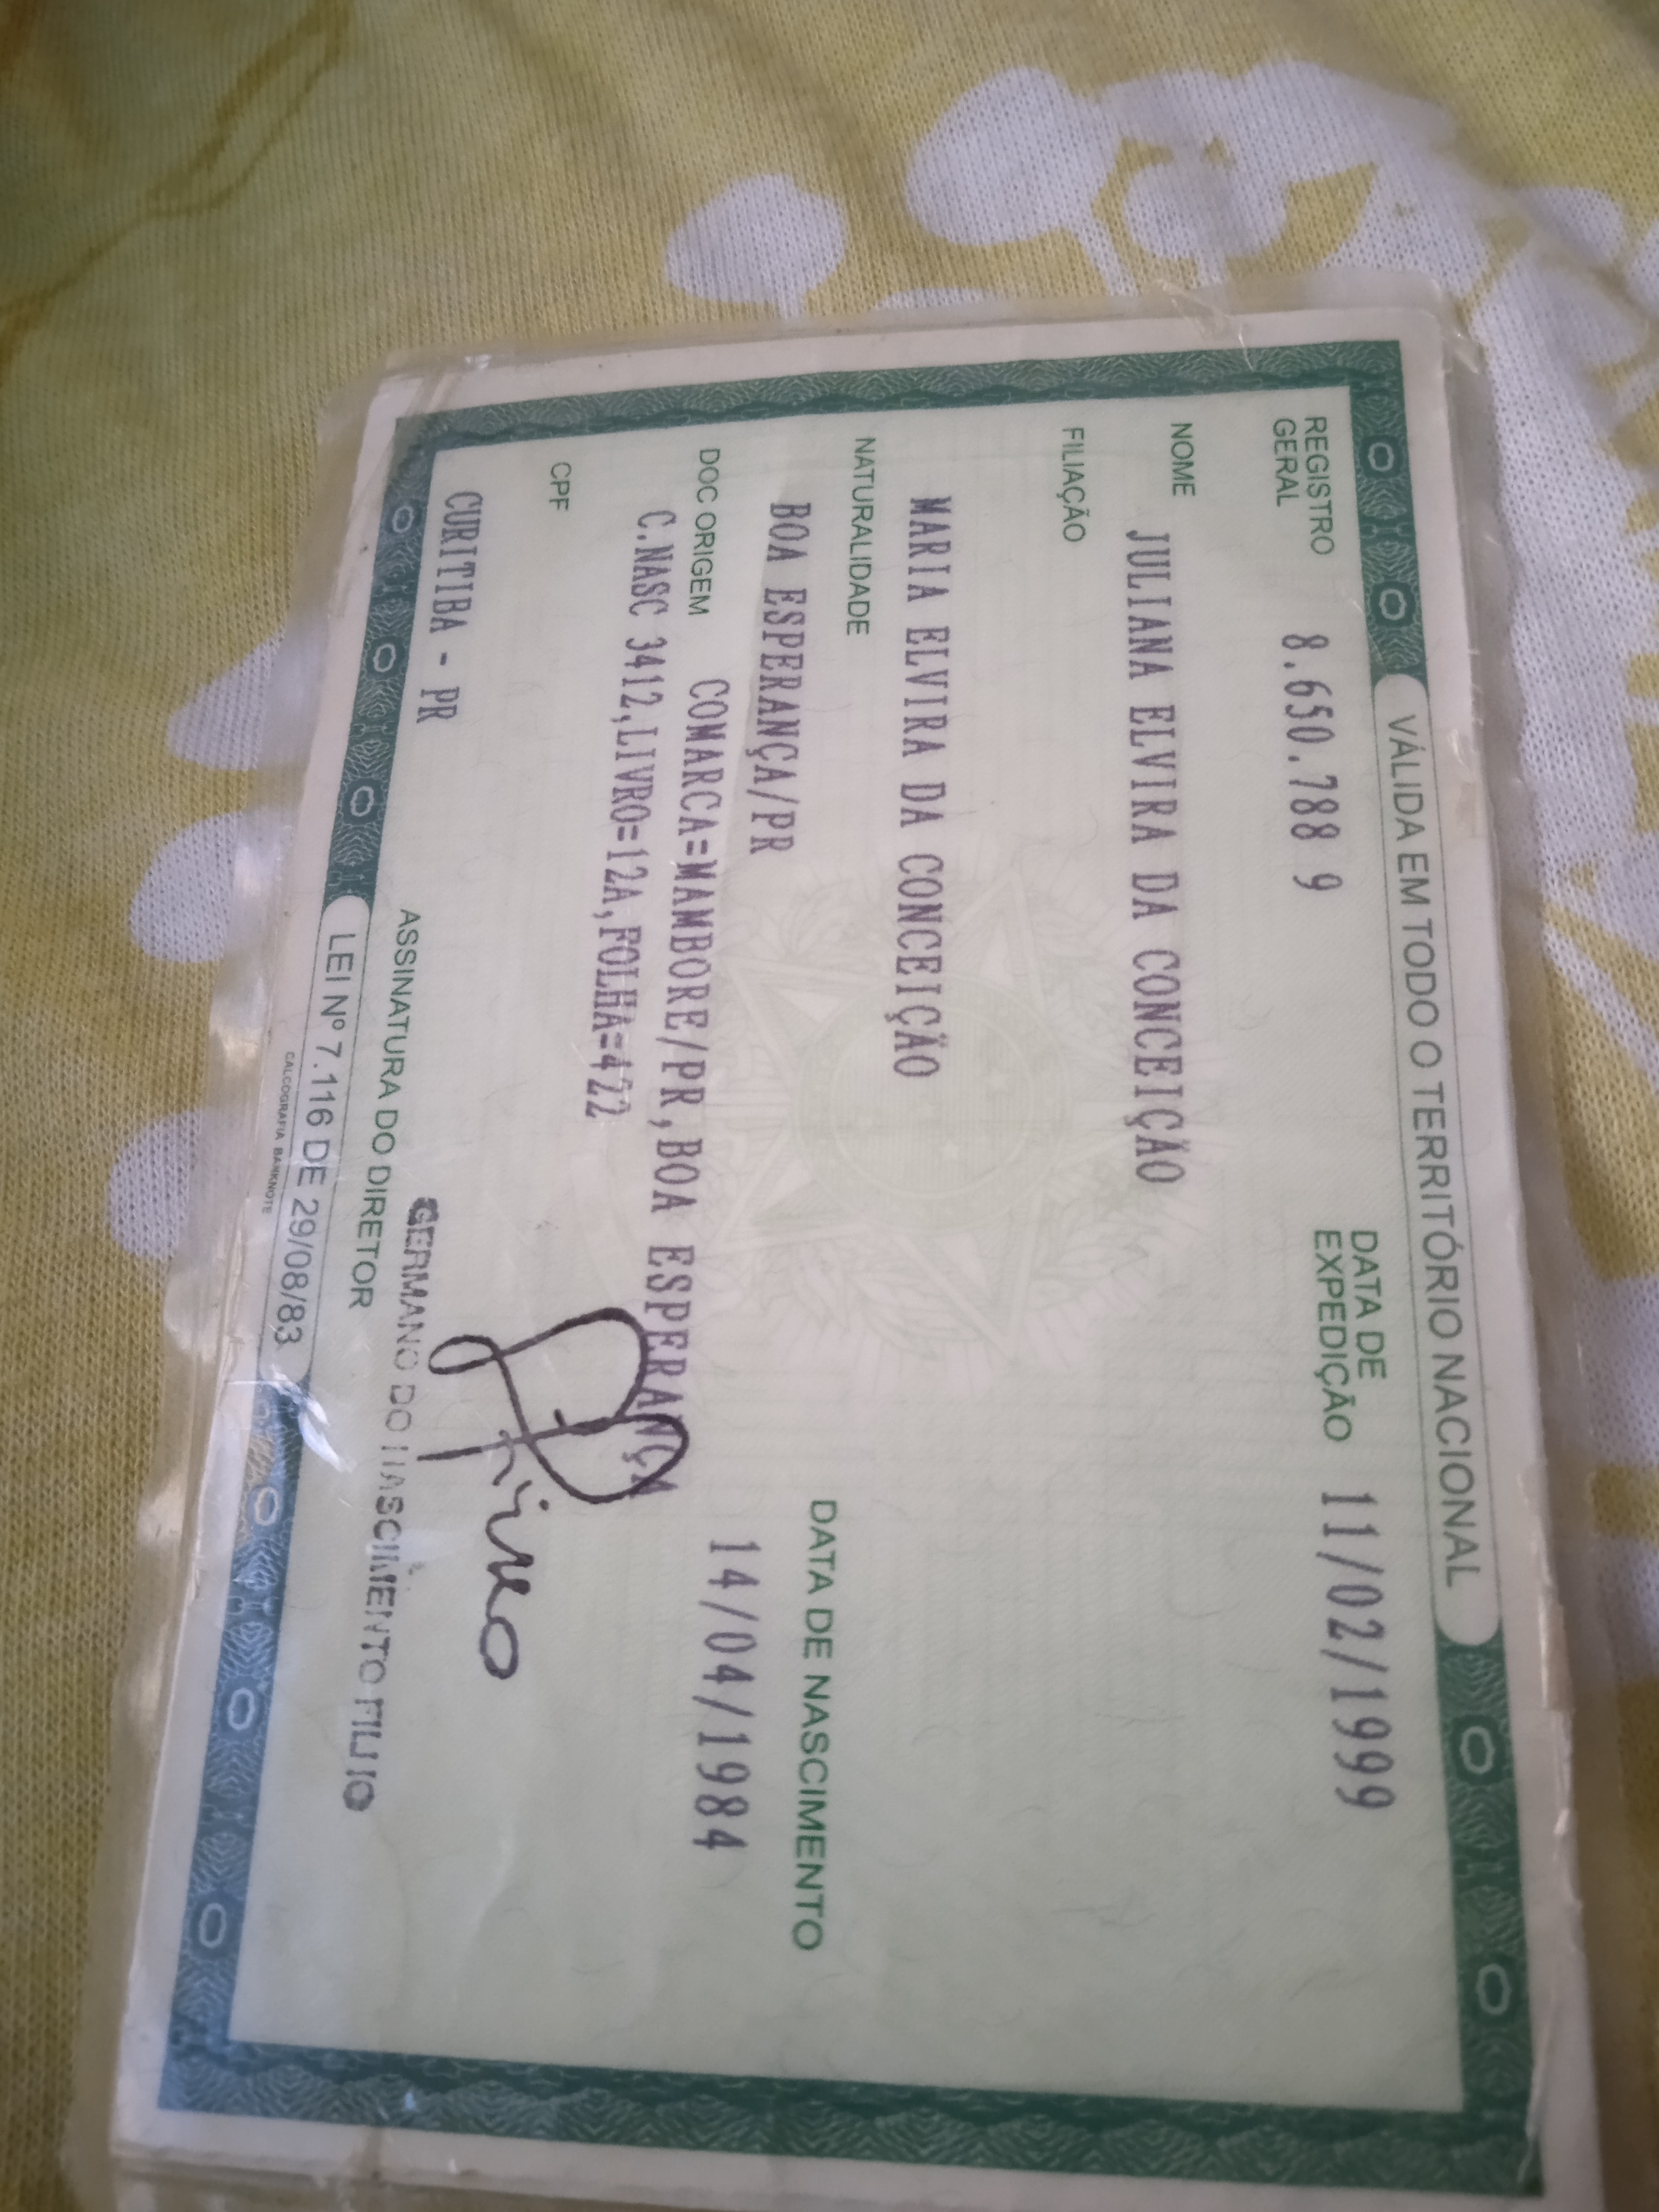 VÁLIDA EM TODO O TERRITÓRIO NACIONAL
REGISTRO GERAL 8.650.788 9 DATA DE EXPEDIÇÃO 11/02/1999
NOME JULIANA ELVIRA DA CONCEIÇÃO
FILIAÇÃO
MARIA ELVIRA DA CONCEIÇÃO
NATURALIDADE DATA DE NASCIMENTO
BOA ESPERANÇA/PR 14/04/1984
DOC ORIGEM COMARCA=MAMBORE/PR,BOA ESPERANÇA
C.NASC 3412,LIVRO=12A,FOLHA=422
CPF
CURITIBA - PR
GERMANO DO NASCIMENTO FILHO
ASSINATURA DO DIRETOR
LEI Nº 7.116 DE 29/08/83
CALCOGRAFIA BANKNOTE